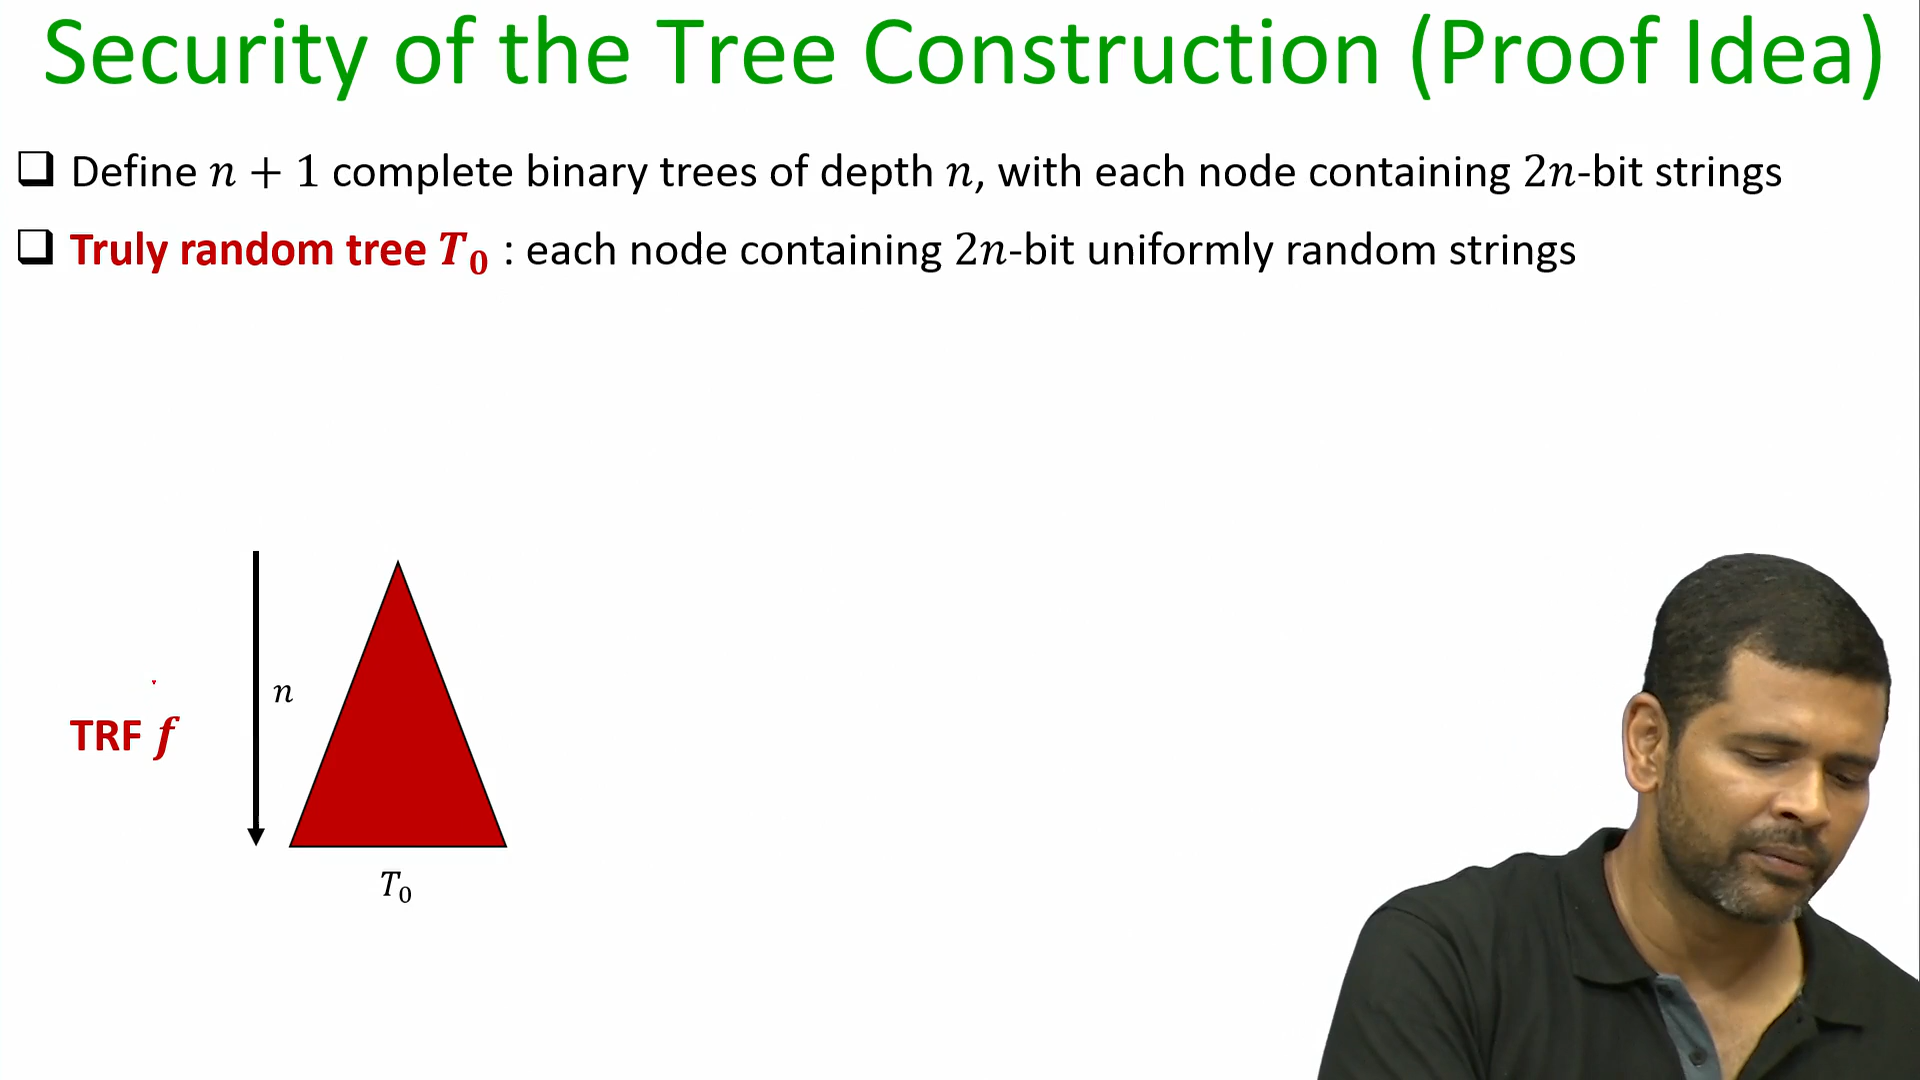 Security of the Tree Construction (Proof Idea)
Define n + 1 complete binary trees of depth n, with each node containing 2n-bit strings
Truly random tree T₀ : each node containing 2n-bit uniformly random strings
n
TRF f
T₀